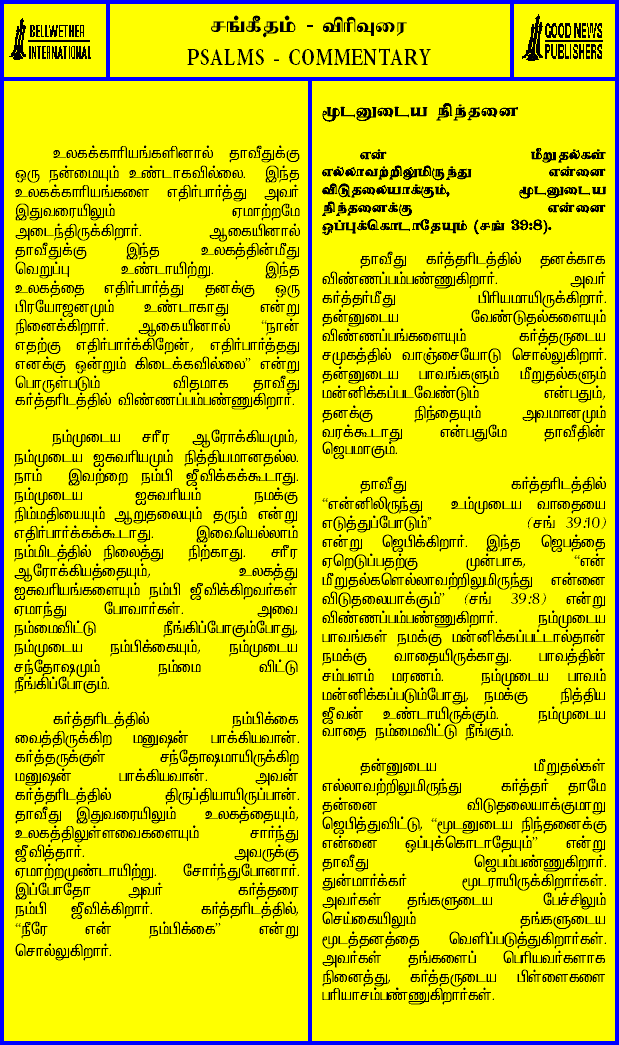 BELLWETHER
INTERNATIONAL
சங்கீதம் - விரிவுரை
PSALMS - COMMENTARY
GOOD NEWS
PUBLISHERS
உலகக்காரியங்களினால் தாவீதுக்கு
ஒரு நன்மையும் உண்டாகவில்லை. இந்த
உலகக்காரியங்களை எதிர்பார்த்து அவர்
இதுவரையிலும் ஏமாற்றமே
அடைந்திருக்கிறார். ஆகையினால்
தாவீதுக்கு இந்த உலகத்தின்மீது
வெறுப்பு உண்டாயிற்று. இந்த
உலகத்தை எதிர்பார்த்து தனக்கு ஒரு
பிரயோஜனமும் உண்டாகாது என்று
நினைக்கிறார். ஆகையினால் “நான்
எதற்கு எதிர்பார்க்கிறேன், எதிர்பார்த்தது
எனக்கு ஒன்றும் கிடைக்கவில்லை” என்று
பொருள்படும் விதமாக தாவீது
கர்த்தரிடத்தில் விண்ணப்பம்பண்ணுகிறார்.
நம்முடைய சரீர ஆரோக்கியமும்,
நம்முடைய ஐசுவரியமும் நித்தியமானதல்ல.
நாம் இவற்றை நம்பி ஜீவிக்கக்கூடாது.
நம்முடைய ஐசுவரியம் நமக்கு
நிம்மதியையும் ஆறுதலையும் தரும் என்று
எதிர்பார்க்கக்கூடாது. இவையெல்லாம்
நம்மிடத்தில் நிலைத்து நிற்காது. சரீர
ஆரோக்கியத்தையும், உலகத்து
ஐசுவரியங்களையும் நம்பி ஜீவிக்கிறவர்கள்
ஏமாந்து போவார்கள். அவை
நம்மைவிட்டு நீங்கிப்போகும்போது,
நம்முடைய நம்பிக்கையும், நம்முடைய
சந்தோஷமும் நம்மை விட்டு
நீங்கிப்போகும்.
கர்த்தரிடத்தில் நம்பிக்கை
வைத்திருக்கிற மனுஷன் பாக்கியவான்.
கர்த்தருக்குள் சந்தோஷமாயிருக்கிற
மனுஷன் பாக்கியவான். அவன்
கர்த்தரிடத்தில் திருப்தியாயிருப்பான்.
தாவீது இதுவரையிலும் உலகத்தையும்,
உலகத்திலுள்ளவைகளையும் சார்ந்து
ஜீவித்தார். அவருக்கு
ஏமாற்றமுண்டாயிற்று. சோர்ந்துபோனார்.
இப்போதோ அவர் கர்த்தரை
நம்பி ஜீவிக்கிறார். கர்த்தரிடத்தில்,
“நீரே என் நம்பிக்கை” என்று
சொல்லுகிறார்.
மூடனுடைய நிந்தனை
என் மீறுதல்கள்
எல்லாவற்றிலுமிருந்து என்னை
விடுதலையாக்கும், மூடனுடைய
நிந்தனைக்கு என்னை
ஒப்புக்கொடாதேயும் (சங் 39:8).
தாவீது கர்த்தரிடத்தில் தனக்காக
விண்ணப்பம்பண்ணுகிறார். அவர்
கர்த்தர்மீது பிரியமாயிருக்கிறார்.
தன்னுடைய வேண்டுதல்களையும்
விண்ணப்பங்களையும் கர்த்தருடைய
சமுகத்தில் வாஞ்சையோடு சொல்லுகிறார்.
தன்னுடைய பாவங்களும் மீறுதல்களும்
மன்னிக்கப்படவேண்டும் என்பதும்,
தனக்கு நிந்தையும் அவமானமும்
வரக்கூடாது என்பதுமே தாவீதின்
ஜெபமாகும்.
தாவீது கர்த்தரிடத்தில்
“என்னிலிருந்து உம்முடைய வாதையை
எடுத்துப்போடும்” (சங் 39:10)
என்று ஜெபிக்கிறார். இந்த ஜெபத்தை
ஏறெடுப்பதற்கு முன்பாக, “என்
மீறுதல்களெல்லாவற்றிலுமிருந்து என்னை
விடுதலையாக்கும்” (சங் 39:8) என்று
விண்ணப்பம்பண்ணுகிறார். நம்முடைய
பாவங்கள் நமக்கு மன்னிக்கப்பட்டால்தான்
நமக்கு வாதையிருக்காது. பாவத்தின்
சம்பளம் மரணம். நம்முடைய பாவம்
மன்னிக்கப்படும்போது, நமக்கு நித்திய
ஜீவன் உண்டாயிருக்கும். நம்முடைய
வாதை நம்மைவிட்டு நீங்கும்.
தன்னுடைய மீறுதல்கள்
எல்லாவற்றிலுமிருந்து கர்த்தர் தாமே
தன்னை விடுதலையாக்குமாறு
ஜெபித்துவிட்டு, “மூடனுடைய நிந்தனைக்கு
என்னை ஒப்புக்கொடாதேயும்” என்று
தாவீது ஜெபம்பண்ணுகிறார்.
துன்மார்க்கர் மூடராயிருக்கிறார்கள்.
அவர்கள் தங்களுடைய பேச்சிலும்
செய்கையிலும் தங்களுடைய
மூடத்தனத்தை வெளிப்படுத்துகிறார்கள்.
அவர்கள் தங்களைப் பெரியவர்களாக
நினைத்து, கர்த்தருடைய பிள்ளைகளை
பரியாசம்பண்ணுகிறார்கள்.